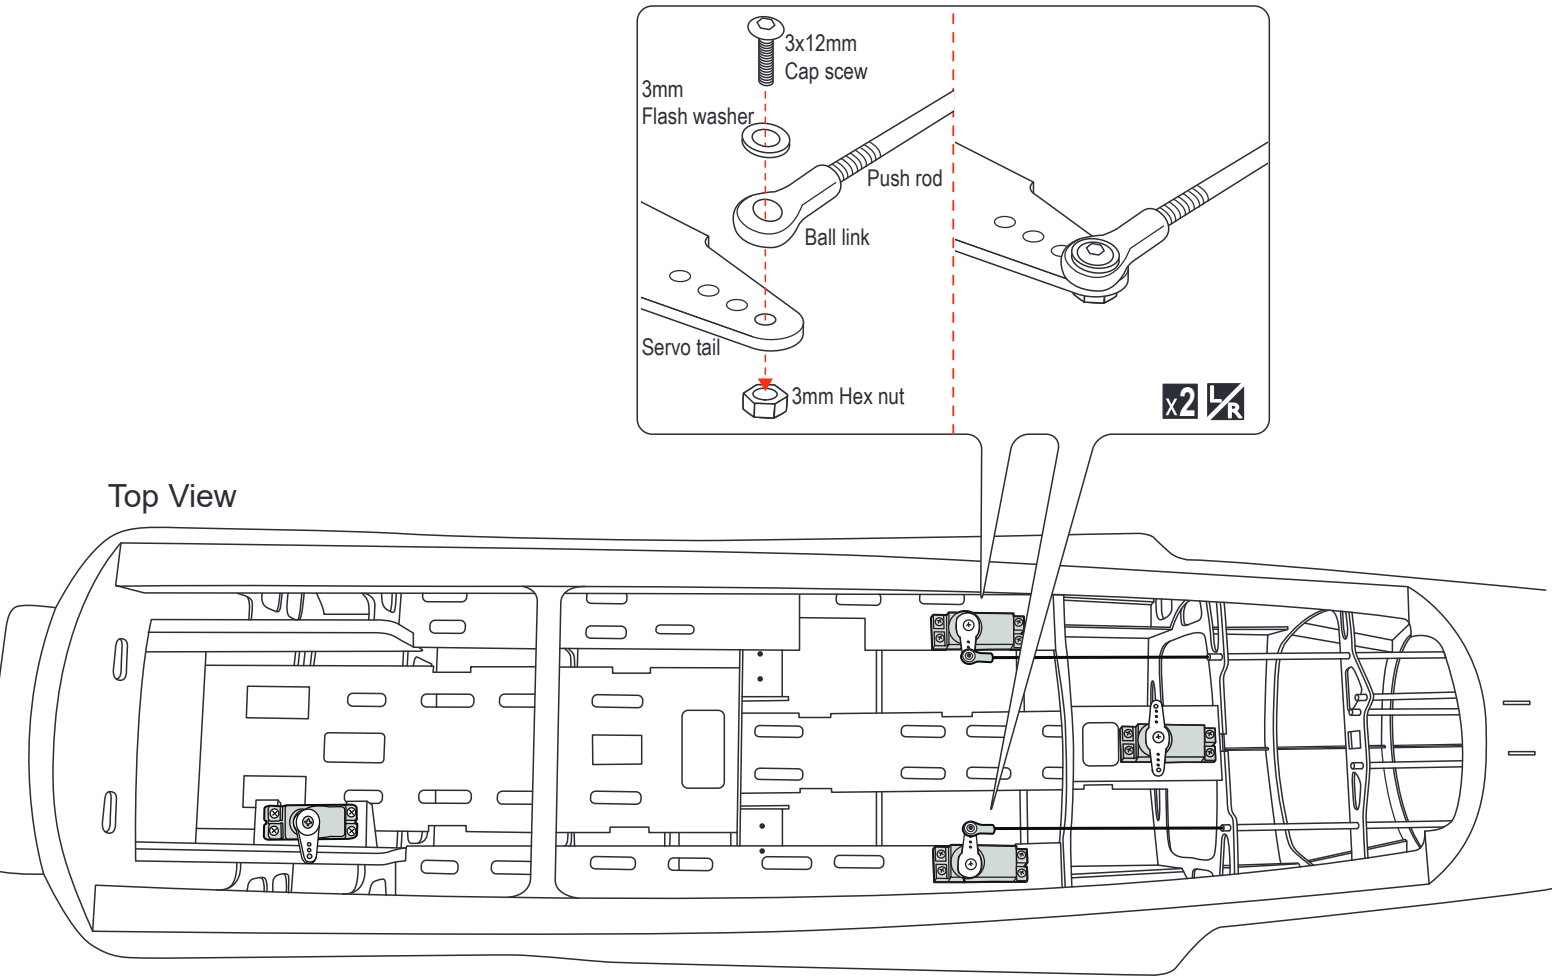 3x12mm
Cap scew
3mm
Flash washer
Push rod
Ball link
Servo tail
3mm Hex nut
x2 L/R
Top View